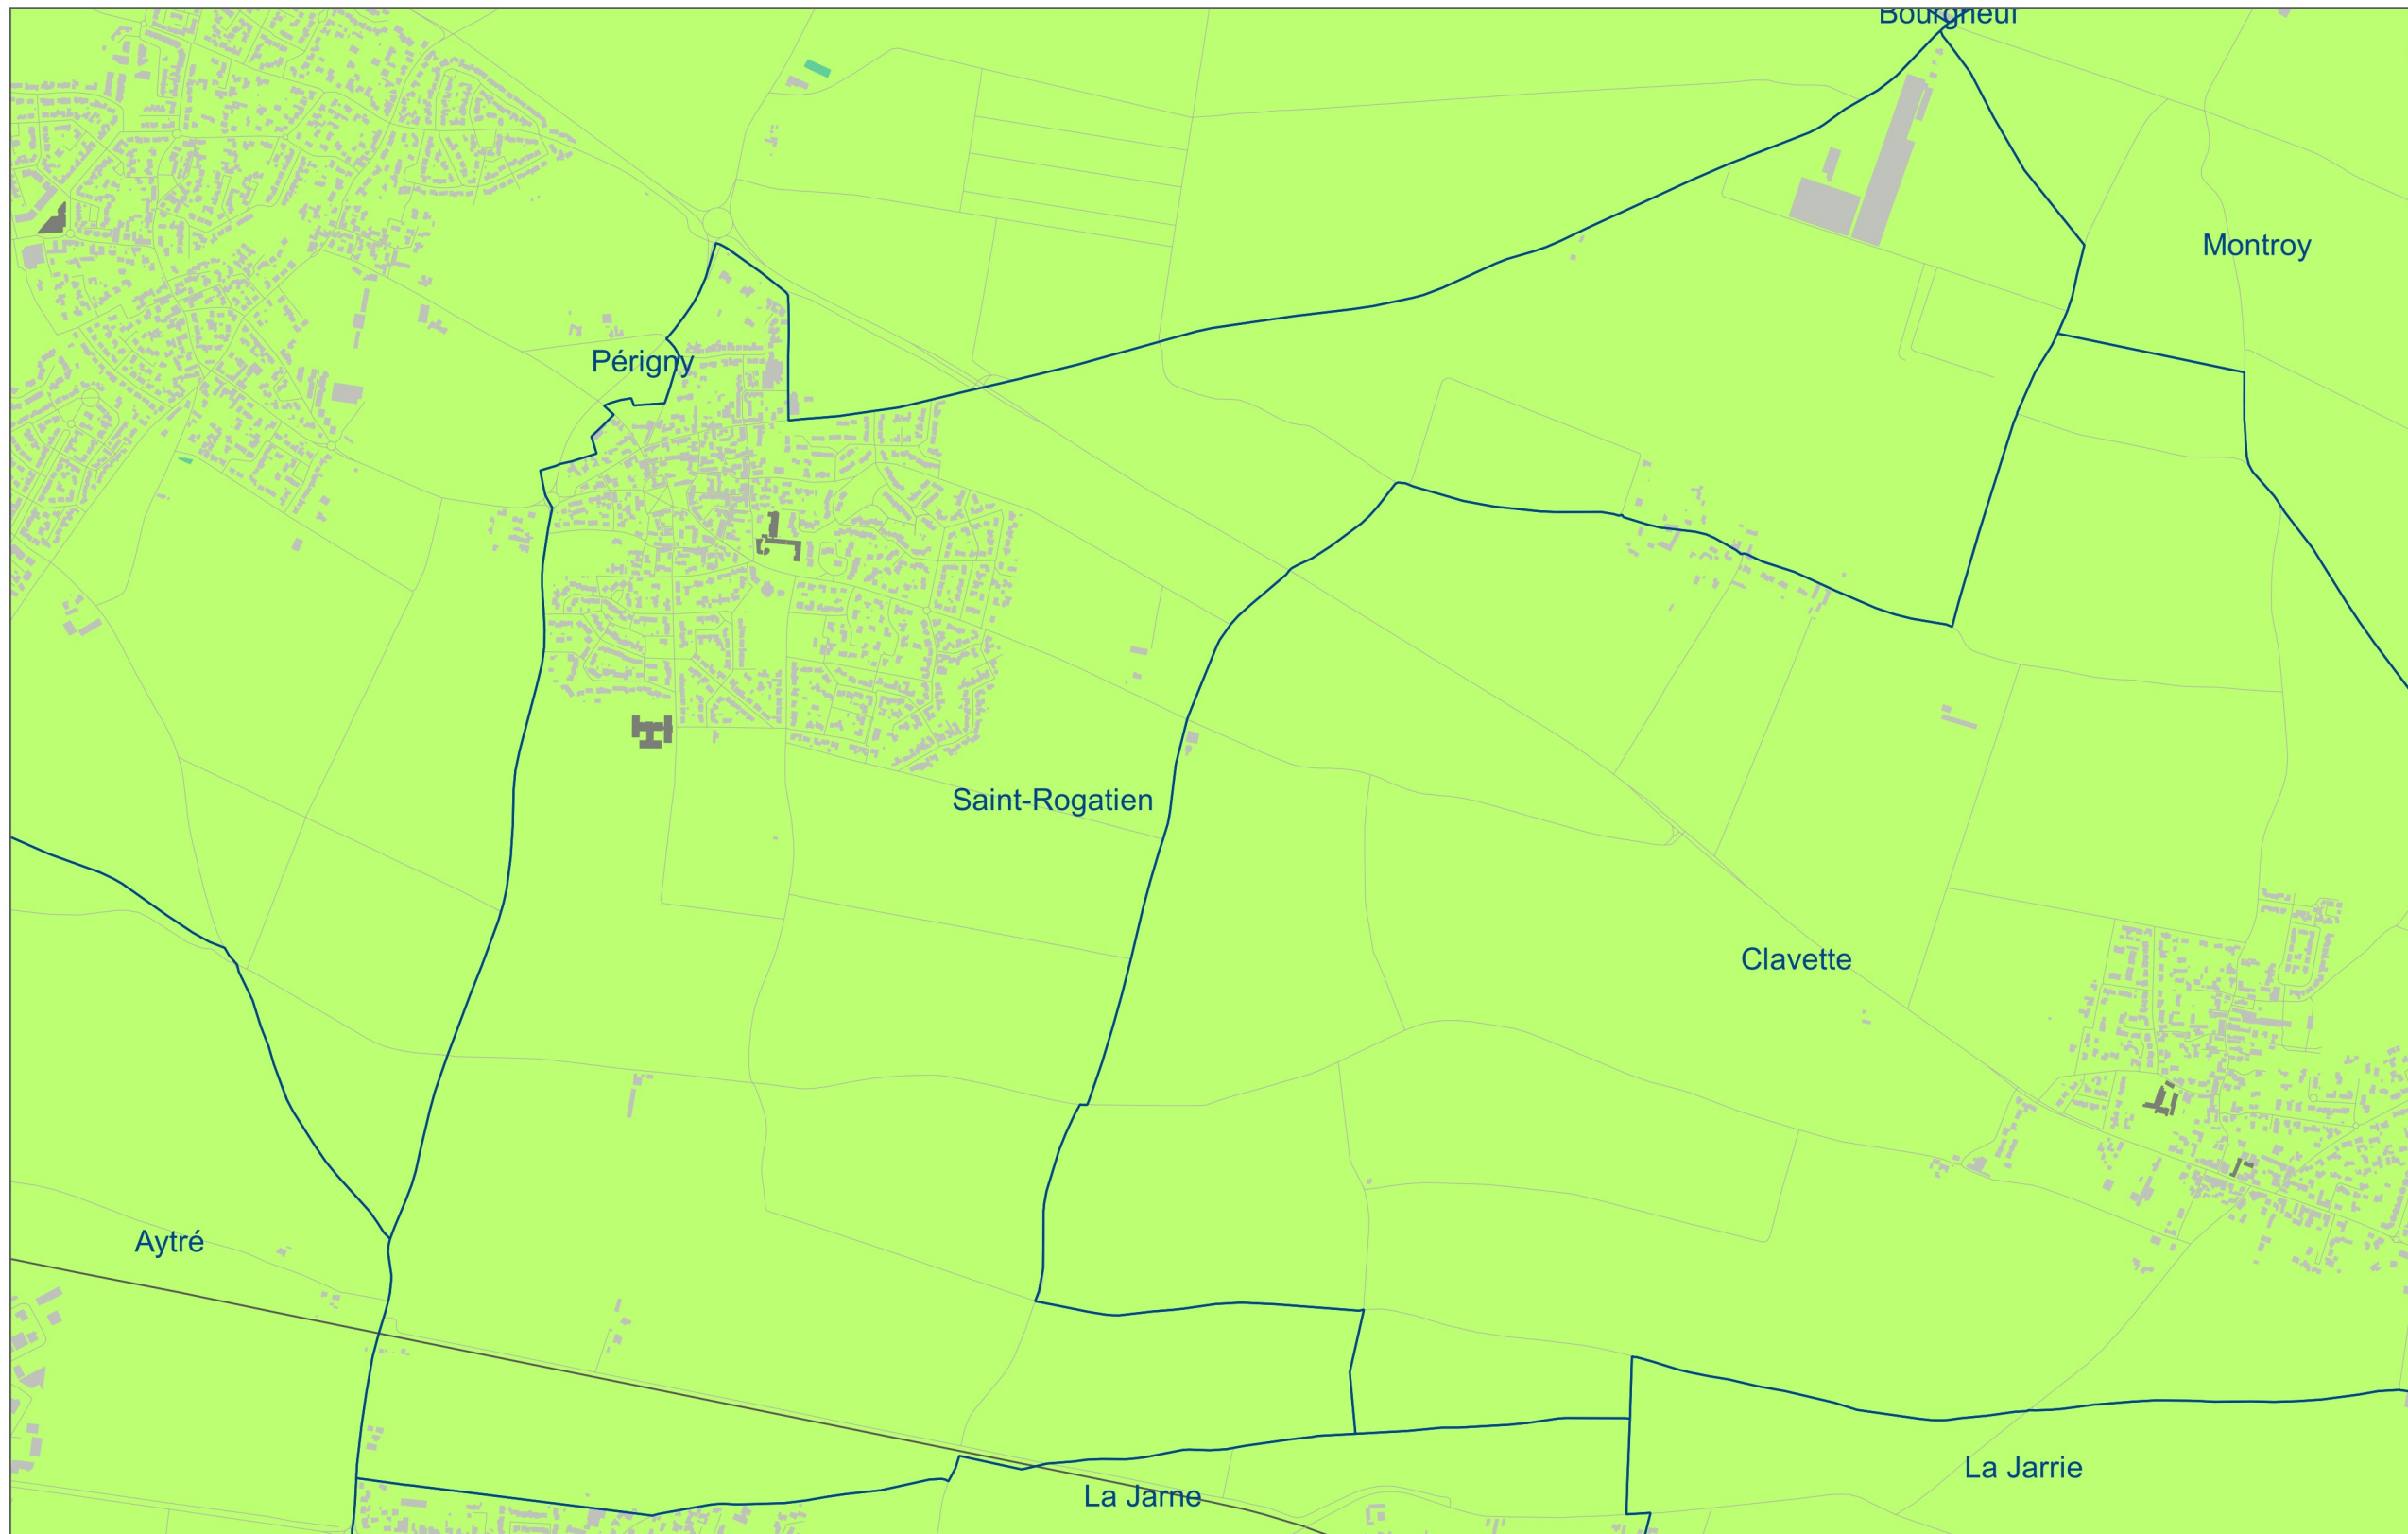 Bourgneuf
Montroy
Périgny
Saint-Rogatien
Clavette
Aytré
La Jarrie
La Jarne